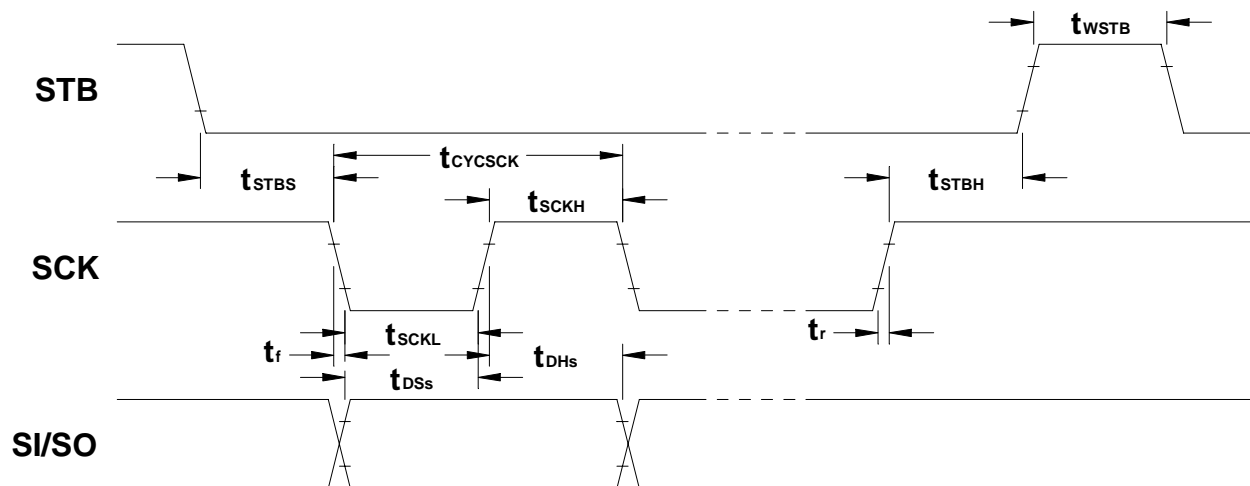 tWSTB
STB
tCYCSCK
tSTBS
tSTBH
tSCKH
SCK
tSCKL
tr
tf
tDHs
tDSs
SI/SO